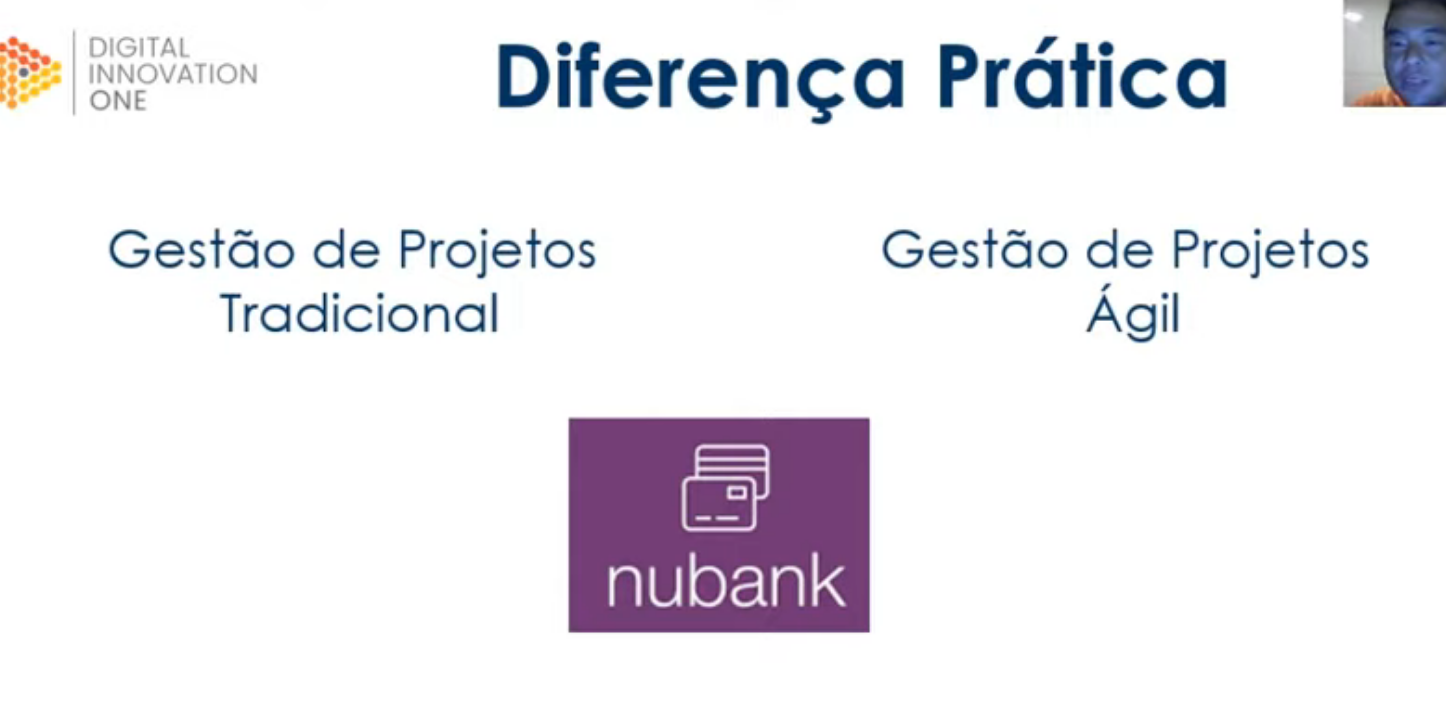 DIGITAL
INNOVATION
ONE
Diferença Prática
Gestão de Projetos
Tradicional
Gestão de Projetos
Ágil
nubank